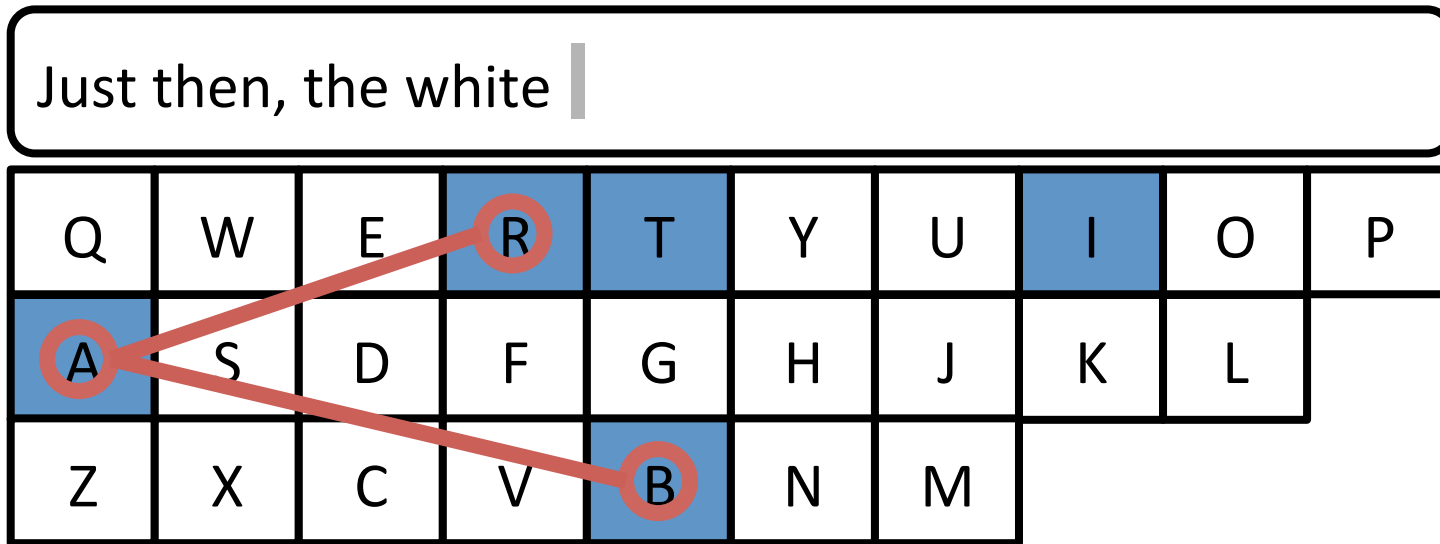 Just then, the white
Q W E R T Y U I O P
A S D F G H J K L
Z X C V B N M